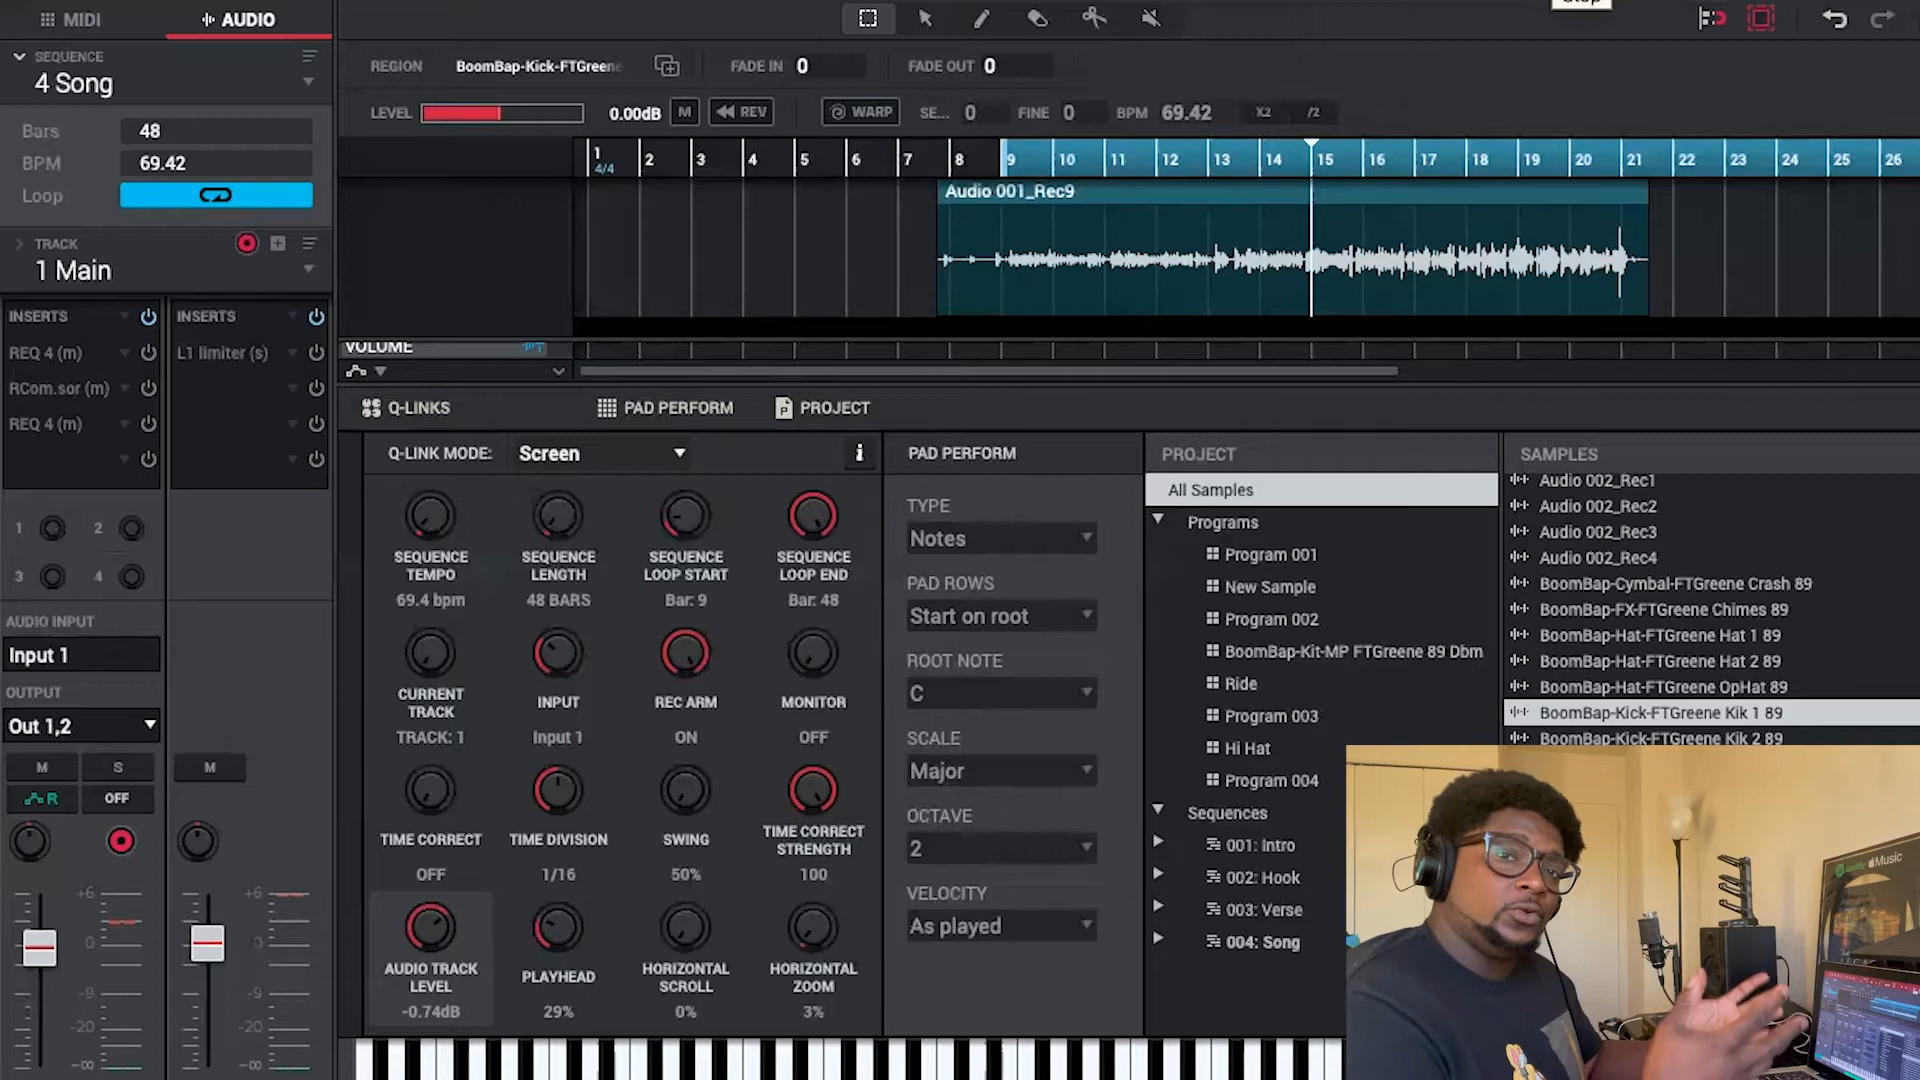 MIDI
AUDIO
SEQUENCE
4 Song
Bars 48
BPM 69.42
Loop
TRACK
1 Main
INSERTS
INSERTS
REQ 4 (m)
L1 limiter (s)
RCom.sor (m)
REQ 4 (m)
1 2
3 4
AUDIO INPUT
Input 1
OUTPUT
Out 1,2
M S M
R OFF
+6 +6
0 0
-9 -9
-20 -20
-∞ -∞
REGION BoomBap-Kick-FTGreene FADE IN 0 FADE OUT 0
LEVEL 0.00dB M REV WARP SE... 0 FINE 0 BPM 69.42 X2 /2
1 2 3 4 5 6 7 8 9 10 11 12 13 14 15 16 17 18 19 20 21 22 23 24 25 26
4/4
Audio 001_Rec9
VOLUME
Q-LINKS PAD PERFORM PROJECT
Q-LINK MODE: Screen i
SEQUENCE TEMPO
69.4 bpm
SEQUENCE LENGTH
48 BARS
SEQUENCE LOOP START
Bar: 9
SEQUENCE LOOP END
Bar: 48
CURRENT TRACK
TRACK: 1
INPUT
Input 1
REC ARM
ON
MONITOR
OFF
TIME CORRECT
OFF
TIME DIVISION
1/16
SWING
50%
TIME CORRECT STRENGTH
100
AUDIO TRACK LEVEL
-0.74dB
PLAYHEAD
29%
HORIZONTAL SCROLL
0%
HORIZONTAL ZOOM
3%
PAD PERFORM
TYPE
Notes
PAD ROWS
Start on root
ROOT NOTE
C
SCALE
Major
OCTAVE
2
VELOCITY
As played
PROJECT
All Samples
Programs
Program 001
New Sample
Program 002
BoomBap-Kit-MP FTGreene 89 Dbm
Ride
Program 003
Hi Hat
Program 004
Sequences
001: Intro
002: Hook
003: Verse
004: Song
SAMPLES
Audio 002_Rec1
Audio 002_Rec2
Audio 002_Rec3
Audio 002_Rec4
BoomBap-Cymbal-FTGreene Crash 89
BoomBap-FX-FTGreene Chimes 89
BoomBap-Hat-FTGreene Hat 1 89
BoomBap-Hat-FTGreene Hat 2 89
BoomBap-Hat-FTGreene OpHat 89
BoomBap-Kick-FTGreene Kik 1 89
BoomBap-Kick-FTGreene Kik 2 89
Spotify Music